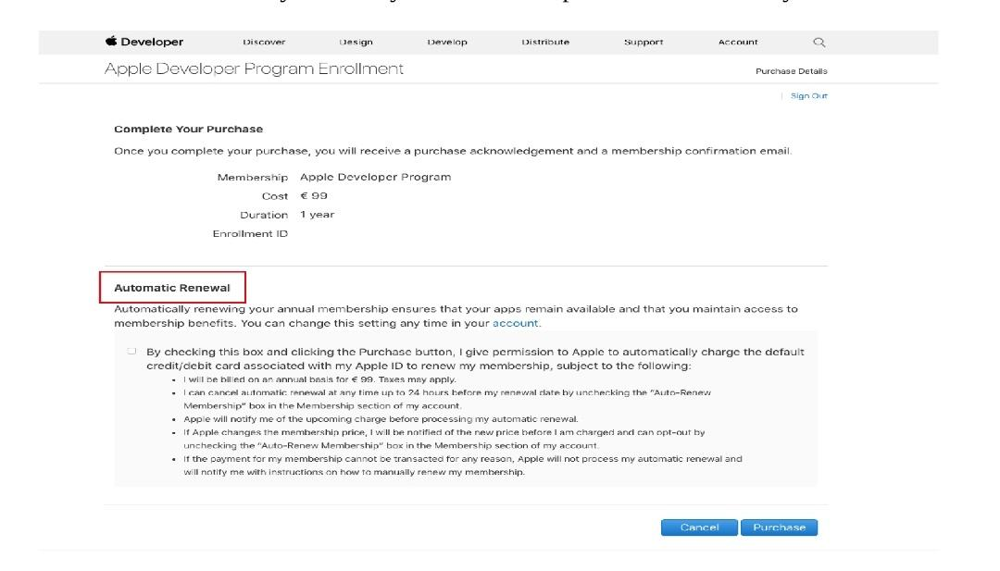 Developer Discover Design Develop Distribute Support Account
Apple Developer Program Enrollment
Purchase Details
Sign Out
Complete Your Purchase
Once you complete your purchase, you will receive a purchase acknowledgement and a membership confirmation email.
Membership Apple Developer Program
Cost € 99
Duration 1 year
Enrollment ID
Automatic Renewal
Automatically renewing your annual membership ensures that your apps remain available and that you maintain access to
membership benefits. You can change this setting any time in your account.
By checking this box and clicking the Purchase button, I give permission to Apple to automatically charge the default
credit/debit card associated with my Apple ID to renew my membership, subject to the following:
• I will be billed on an annual basis for € 99. Taxes may apply.
• I can cancel automatic renewal at any time up to 24 hours before my renewal date by unchecking the "Auto-Renew
Membership" box in the Membership section of my account.
• Apple will notify me of the upcoming charge before processing my automatic renewal.
• If Apple changes the membership price, I will be notified of the new price before I am charged and can opt-out by
unchecking the "Auto-Renew Membership" box in the Membership section of my account.
• If the payment for my membership cannot be transacted for any reason, Apple will not process my automatic renewal and
will notify me with instructions on how to manually renew my membership.
Cancel Purchase